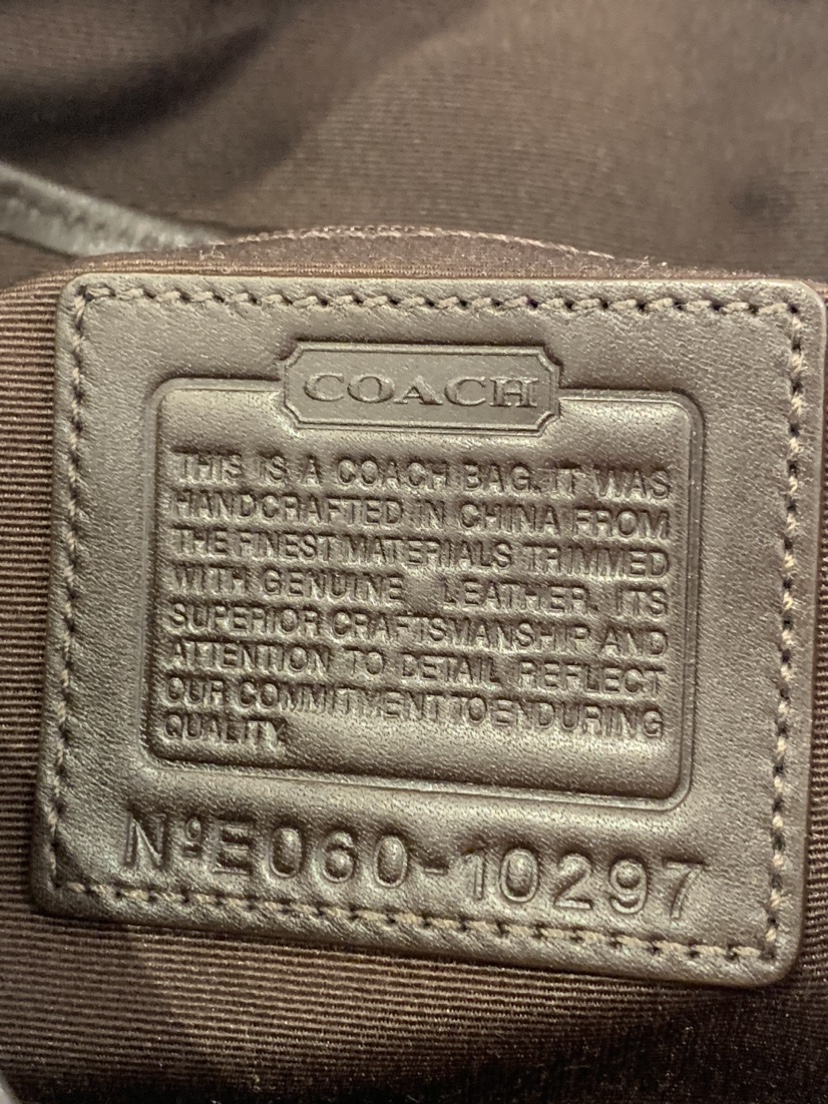 COACH
THIS IS A COACH BAG. IT WAS
HANDCRAFTED IN CHINA FROM
THE FINEST MATERIALS TRIMMED
WITH GENUINE LEATHER. ITS
SUPERIOR CRAFTSMANSHIP AND
ATTENTION TO DETAIL REFLECT
OUR COMMITMENT TO ENDURING
QUALITY.
Nº E060-10297